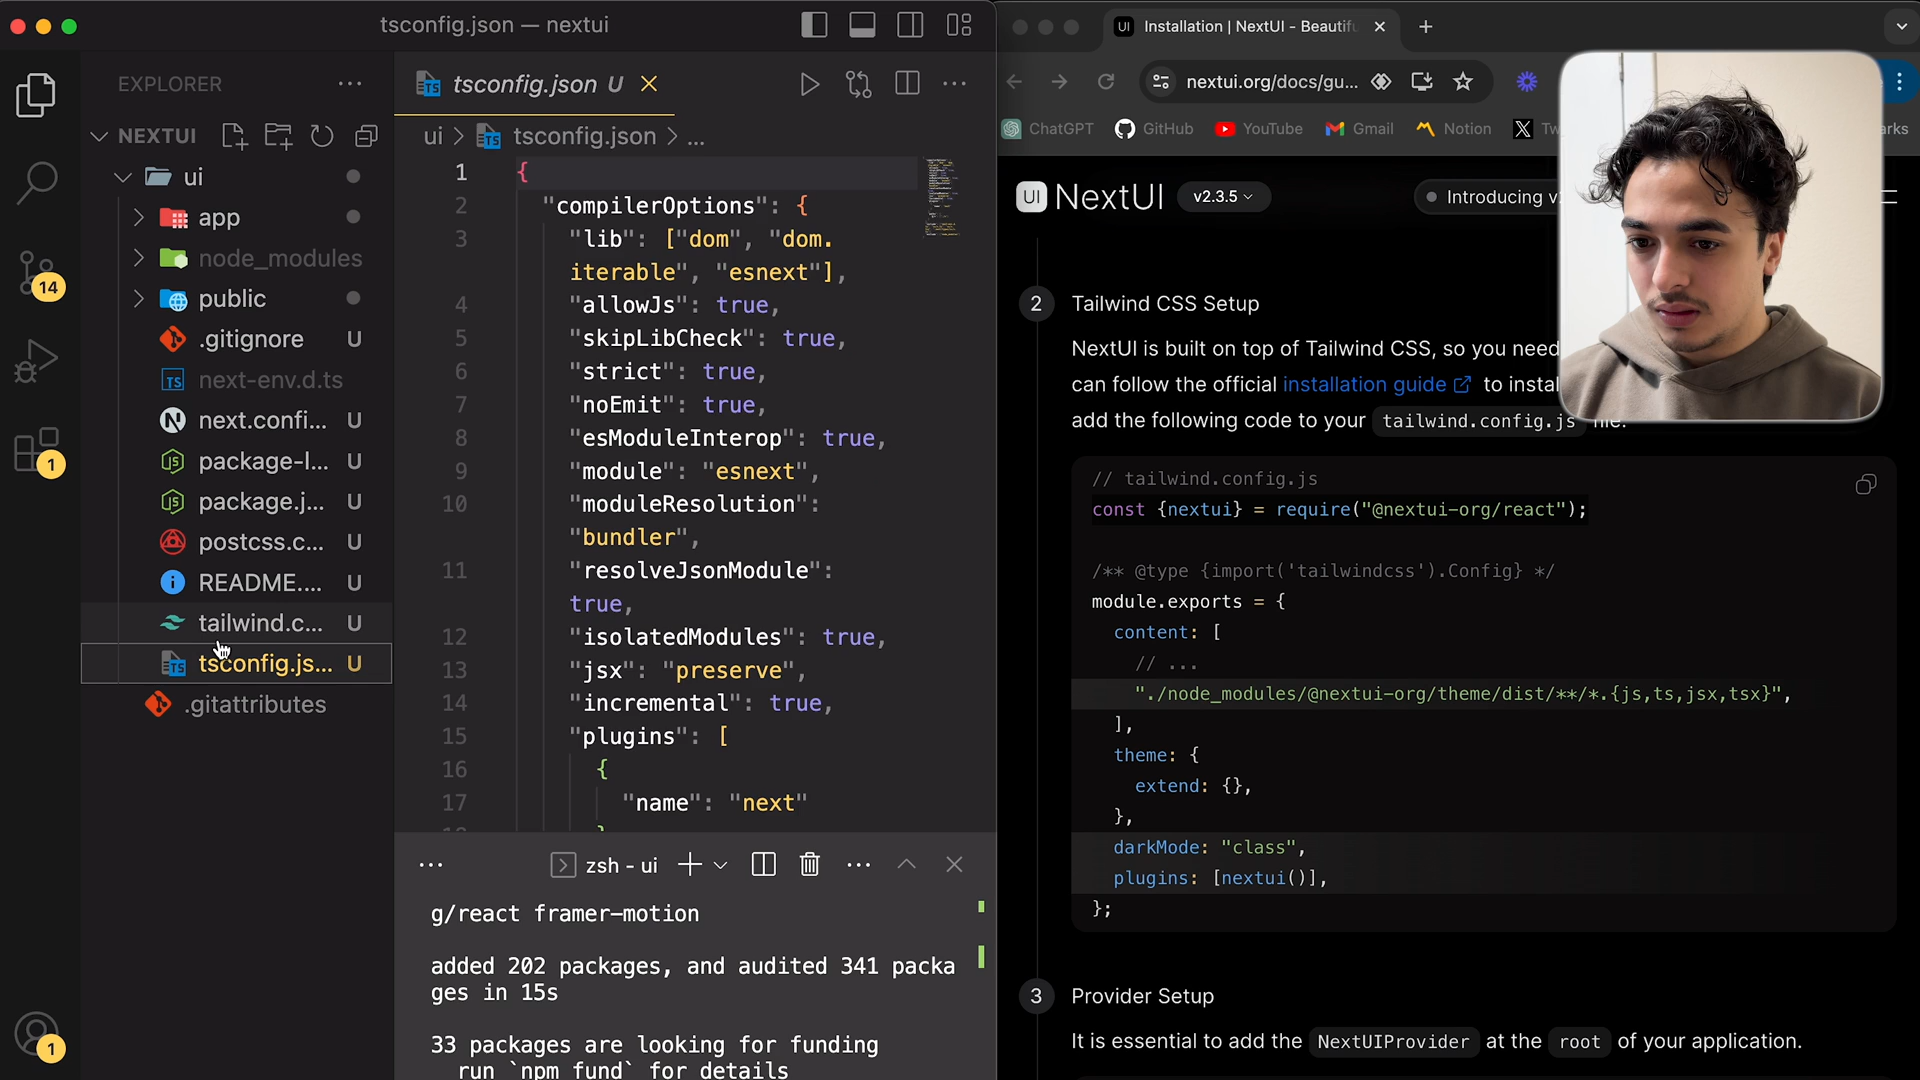 tsconfig.json — nextui
EXPLORER
NEXTUI
ui
app
node_modules
public
.gitignore U
next-env.d.ts
next.confi... U
package-l... U
package.j... U
postcss.c... U
README.... U
tailwind.c... U
tsconfig.js... U
.gitattributes
14
1
1
tsconfig.json U
ui > tsconfig.json > ...
1 {
2 "compilerOptions": {
3 "lib": ["dom", "dom.
iterable", "esnext"],
4 "allowJs": true,
5 "skipLibCheck": true,
6 "strict": true,
7 "noEmit": true,
8 "esModuleInterop": true,
9 "module": "esnext",
10 "moduleResolution":
"bundler",
11 "resolveJsonModule":
true,
12 "isolatedModules": true,
13 "jsx": "preserve",
14 "incremental": true,
15 "plugins": [
16 {
17 "name": "next"
zsh - ui
g/react framer-motion
added 202 packages, and audited 341 packa
ges in 15s
33 packages are looking for funding
run `npm fund` for details
Installation | NextUI - Beautif
nextui.org/docs/gu...
ChatGPT GitHub YouTube Gmail Notion Tw arks
UI NextUI v2.3.5 Introducing v
2 Tailwind CSS Setup
NextUI is built on top of Tailwind CSS, so you need
can follow the official installation guide to instal
add the following code to your tailwind.config.js file.
// tailwind.config.js
const {nextui} = require("@nextui-org/react");
/** @type {import('tailwindcss').Config} */
module.exports = {
content: [
// ...
"./node_modules/@nextui-org/theme/dist/**/*.{js,ts,jsx,tsx}",
],
theme: {
extend: {},
},
darkMode: "class",
plugins: [nextui()],
};
3 Provider Setup
It is essential to add the NextUIProvider at the root of your application.